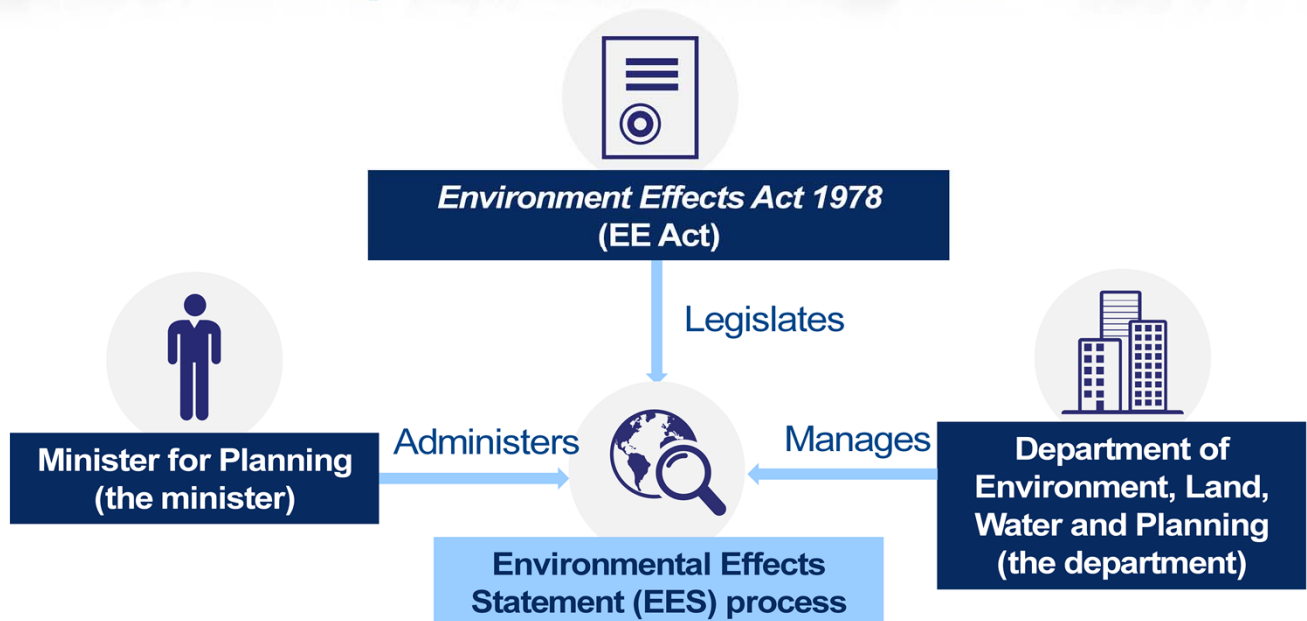 Environment Effects Act 1978
(EE Act)
Legislates
Minister for Planning
(the minister)
Administers
Manages
Department of
Environment, Land,
Water and Planning
(the department)
Environmental Effects
Statement (EES) process